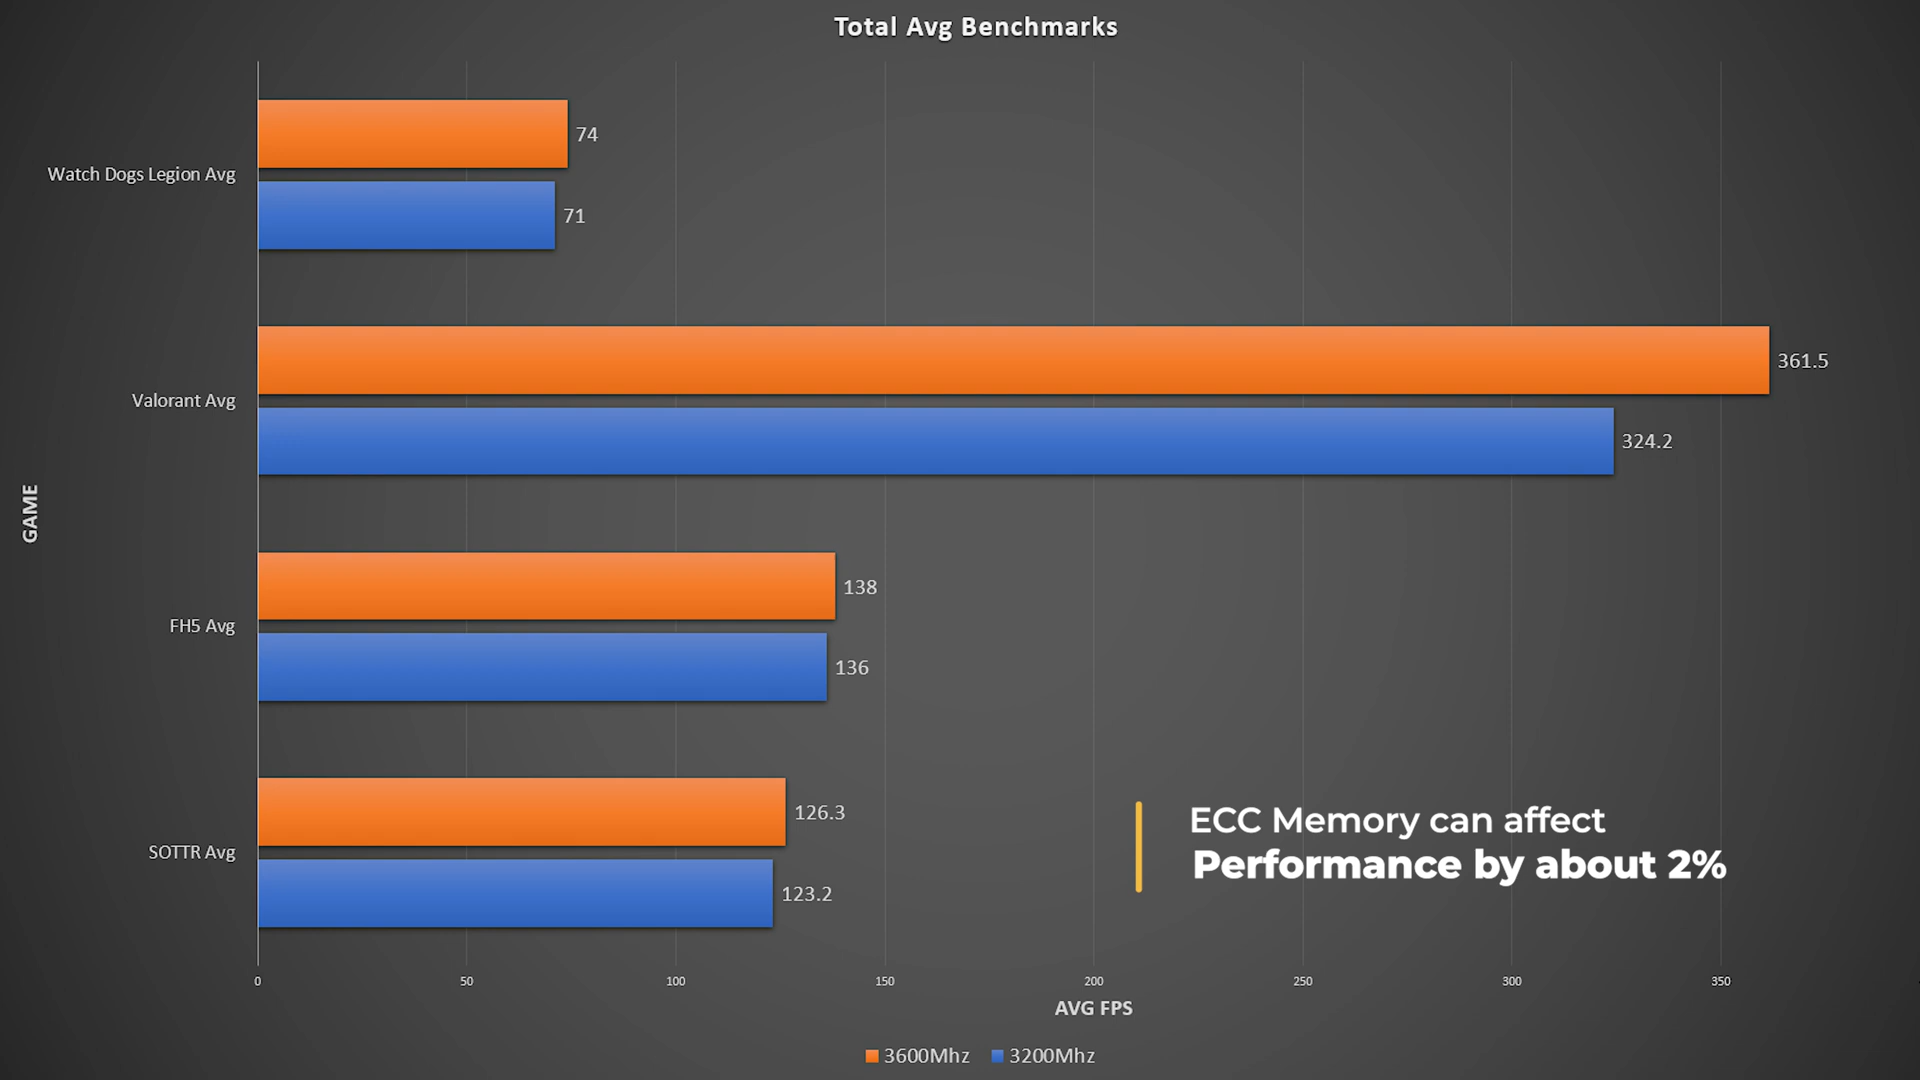 Total Avg Benchmarks
Watch Dogs Legion Avg
74
71
Valorant Avg
361.5
324.2
GAME
FH5 Avg
138
136
SOTTR Avg
126.3
123.2
ECC Memory can affect
Performance by about 2%
0 50 100 150 200 250 300 350
AVG FPS
3600Mhz 3200Mhz